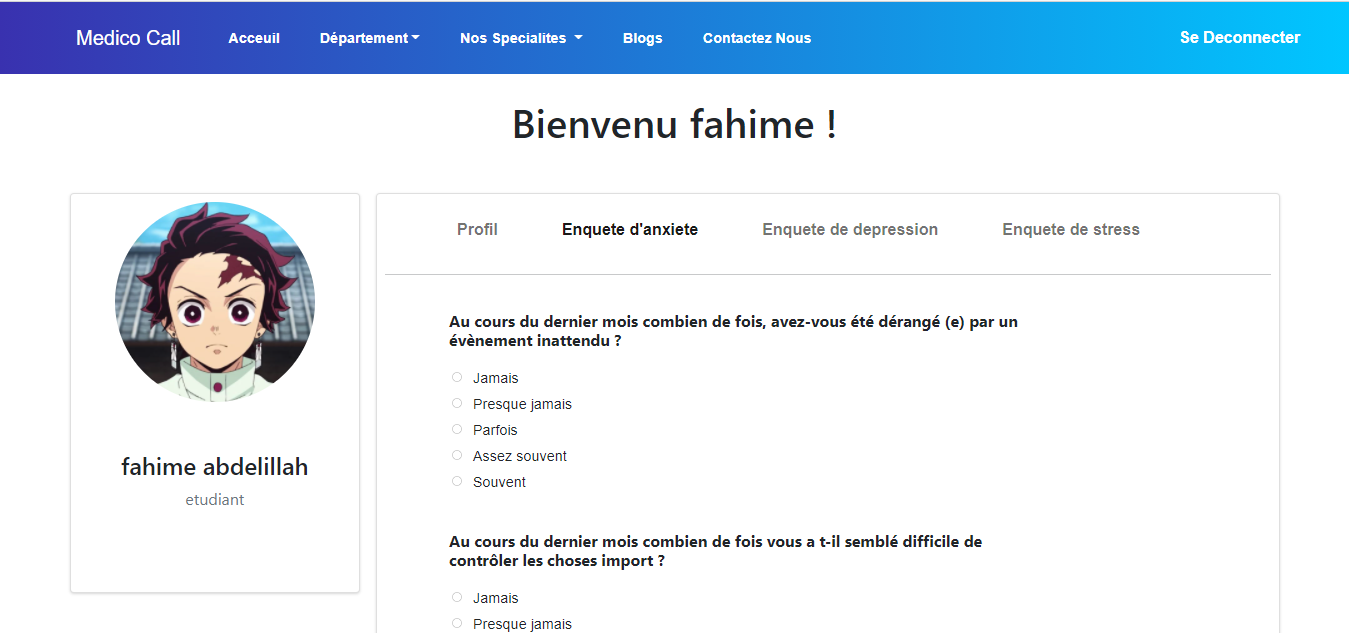 Medico Call Acceuil Département Nos Specialites Blogs Contactez Nous Se Deconnecter
Bienvenu fahime !
fahime abdelillah
etudiant
Profil Enquete d'anxiete Enquete de depression Enquete de stress
Au cours du dernier mois combien de fois, avez-vous été dérangé (e) par un
évènement inattendu ?
Jamais
Presque jamais
Parfois
Assez souvent
Souvent
Au cours du dernier mois combien de fois vous a t-il semblé difficile de
contrôler les choses import ?
Jamais
Presque jamais